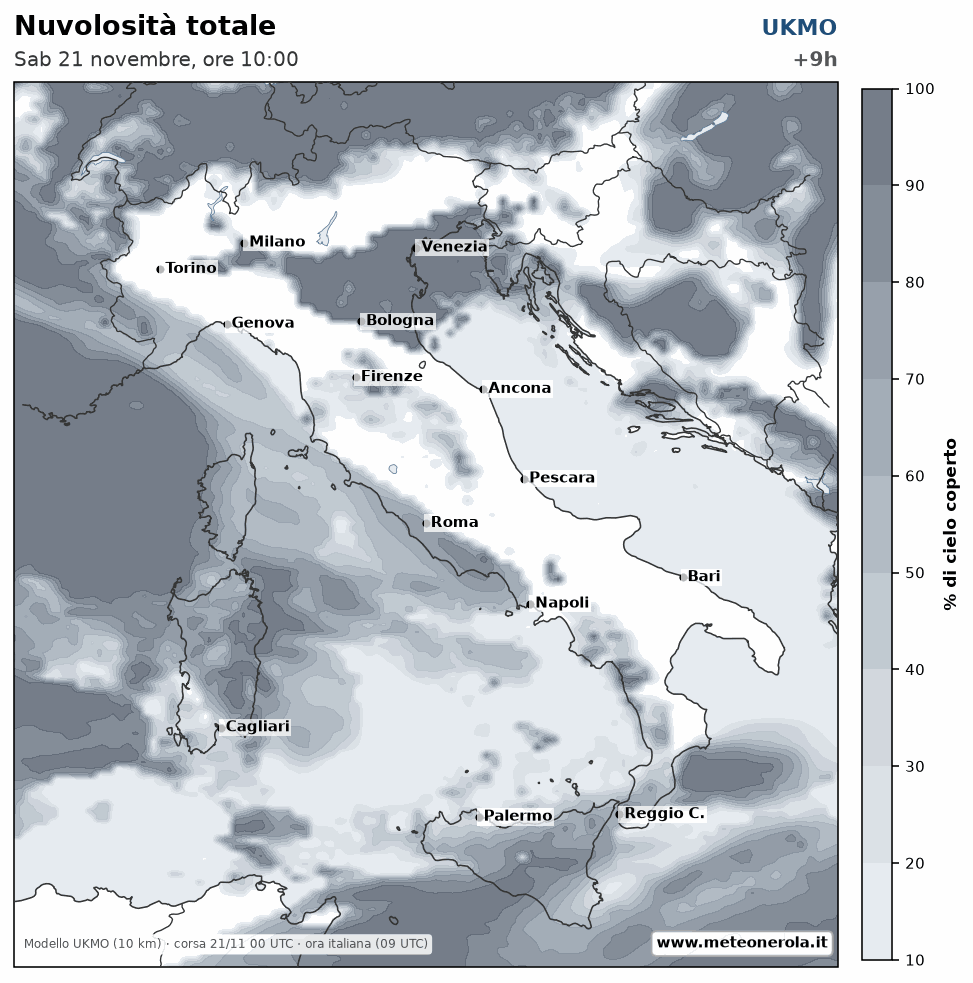 Nuvolosità totale
UKMO
Sab 21 novembre, ore 10:00
+9h
100
90
80
70
60
50
40
30
20
10
% di cielo coperto
Milano
Venezia
Torino
Genova
Bologna
Firenze
Ancona
Pescara
Roma
Bari
Napoli
Cagliari
Palermo
Reggio C.
Modello UKMO (10 km) · corsa 21/11 00 UTC · ora italiana (09 UTC)
www.meteonerola.it